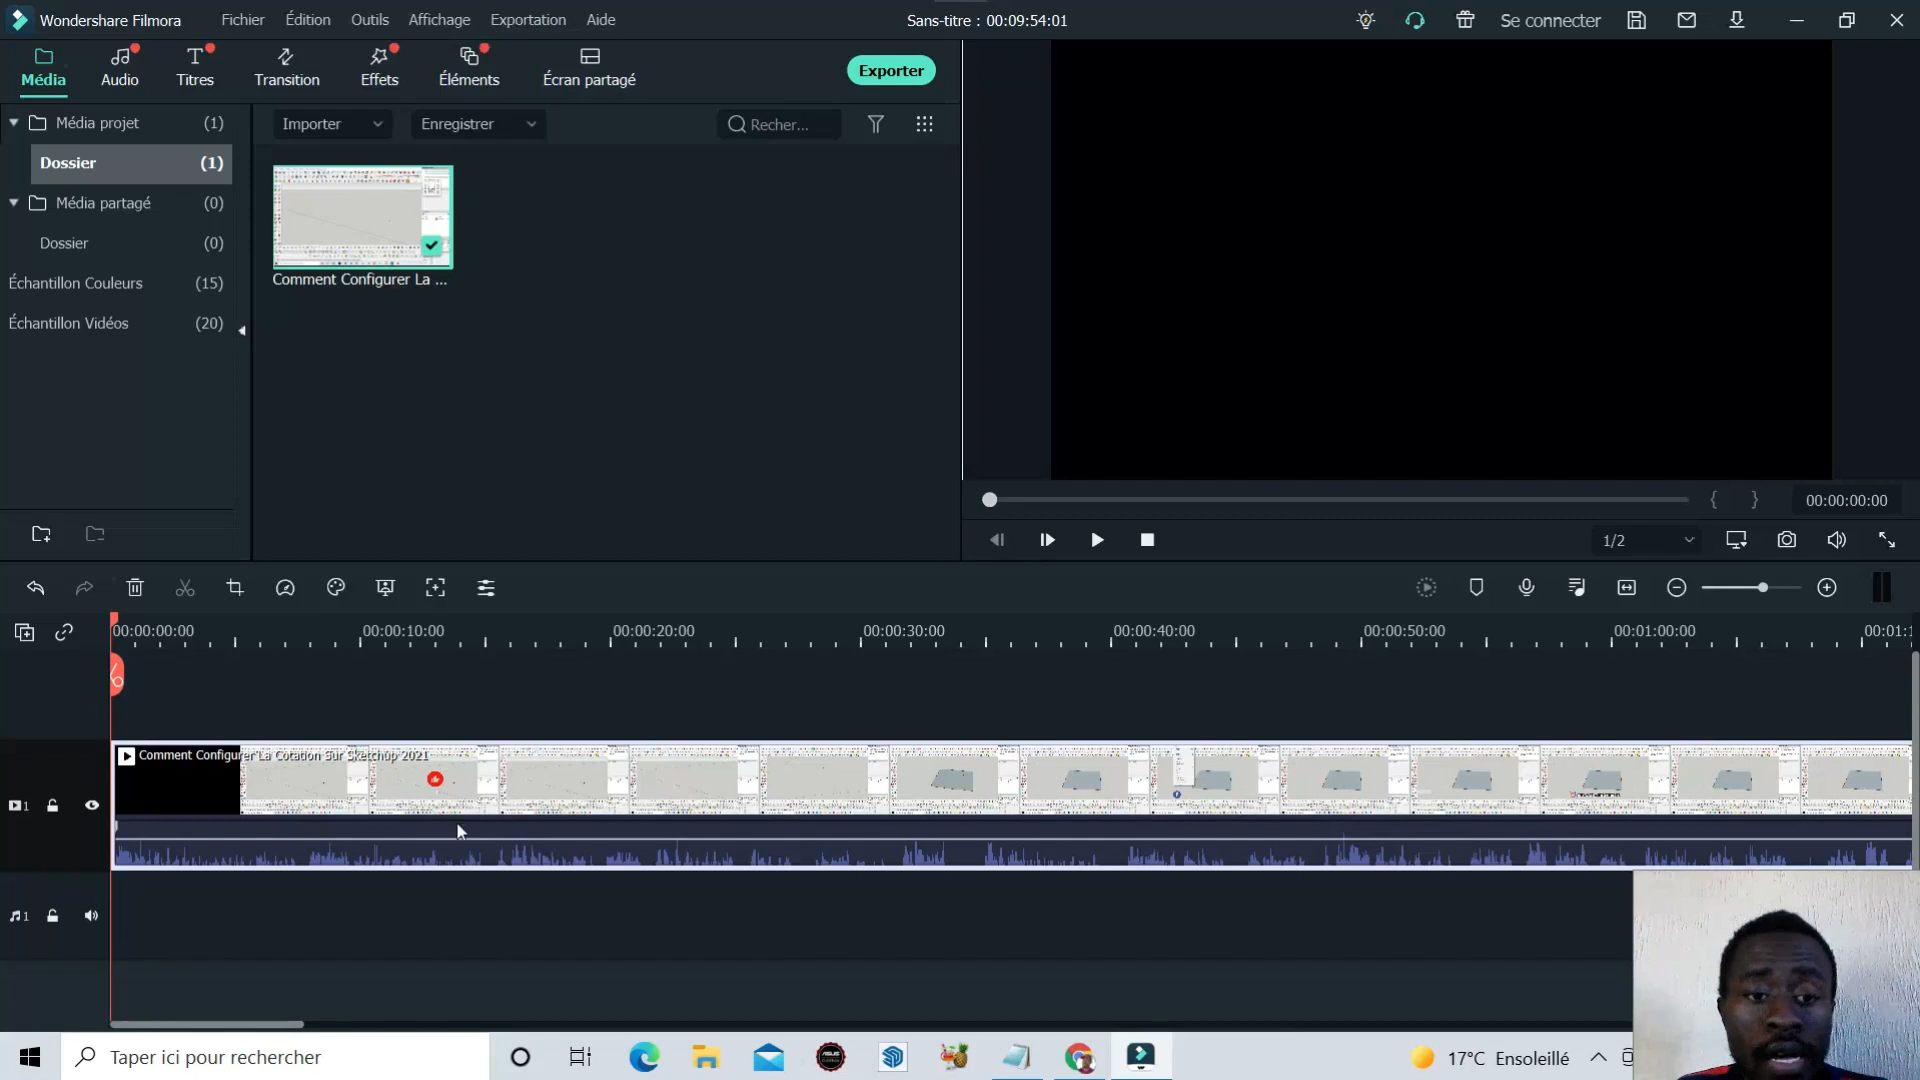 Wondershare Filmora
Fichier
Édition
Outils
Affichage
Exportation
Aide
Sans-titre : 00:09:54:01
Se connecter
Média
Audio
Titres
Transition
Effets
Éléments
Écran partagé
Exporter
Média projet (1)
Dossier (1)
Média partagé (0)
Dossier (0)
Échantillon Couleurs (15)
Échantillon Vidéos (20)
Importer
Enregistrer
Recher...
Comment Configurer La ...
{ }
00:00:00:00
1/2
00:00:00:00
00:00:10:00
00:00:20:00
00:00:30:00
00:00:40:00
00:00:50:00
00:01:00:00
00:01:1
Comment Configurer La Cotation Sur Sketchup 2021
1
1
Taper ici pour rechercher
17°C Ensoleillé